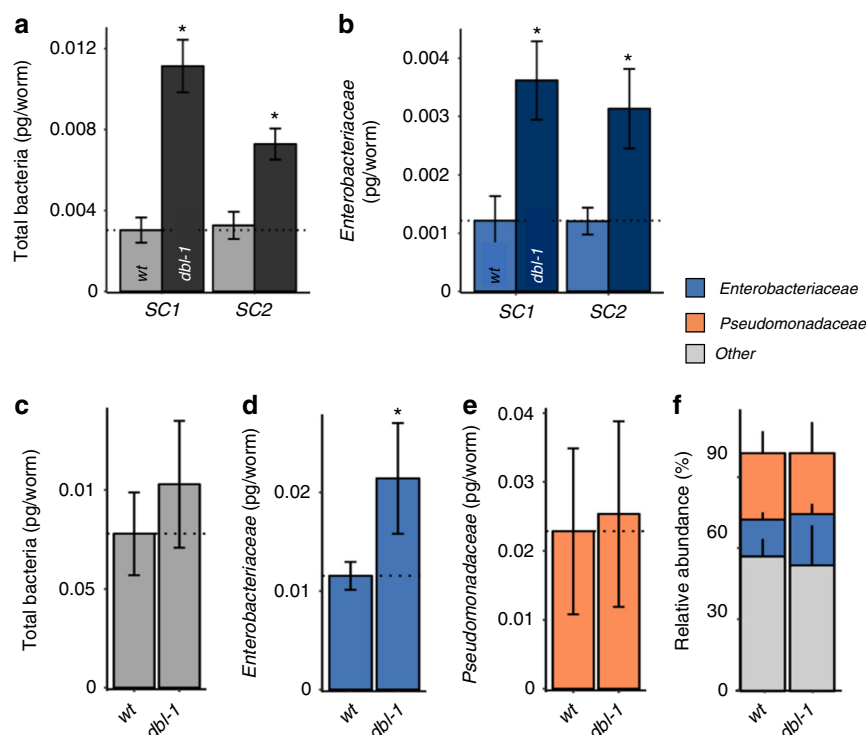 a
Total bacteria (pg/worm)
0.012
0.008
0.004
0
*
*
wt
dbl-1
SC1
SC2
b
Enterobacteriaceae
(pg/worm)
0.004
0.003
0.002
0.001
0
*
*
wt
dbl-1
SC1
SC2
Enterobacteriaceae
Pseudomonadaceae
Other
c
Total bacteria (pg/worm)
0.01
0.05
0
wt
dbl-1
d
Enterobacteriaceae (pg/worm)
0.02
0.01
0
*
wt
dbl-1
e
Pseudomonadaceae (pg/worm)
0.04
0.03
0.02
0.01
0
wt
dbl-1
f
Relative abundance (%)
90
60
30
0
wt
dbl-1